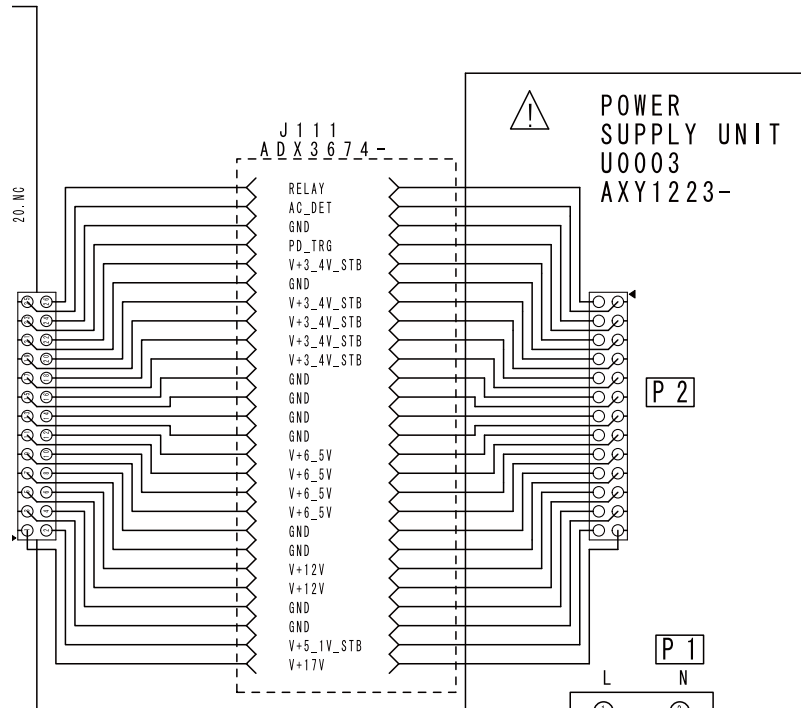 J111
ADX3674-
POWER
SUPPLY UNIT
U0003
AXY1223-
20.NC
RELAY
AC_DET
GND
PD_TRG
V+3_4V_STB
GND
V+3_4V_STB
V+3_4V_STB
V+3_4V_STB
V+3_4V_STB
GND
GND
GND
GND
V+6_5V
V+6_5V
V+6_5V
V+6_5V
GND
GND
V+12V
V+12V
GND
GND
V+5_1V_STB
V+17V
P2
P1
L N